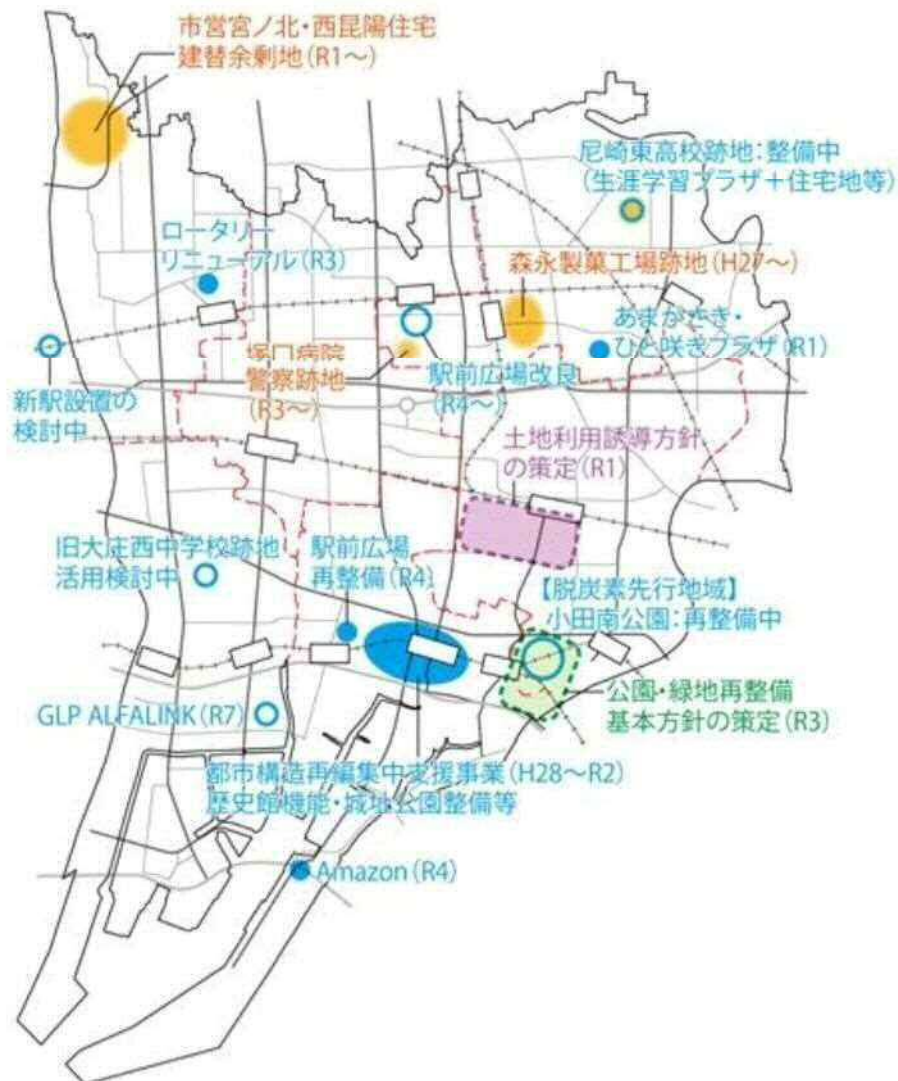 市営宮ノ北・西昆陽住宅
建替余剰地(R1～)
尼崎東高校跡地：整備中
(生涯学習プラザ＋住宅地等)
ロータリー
リニューアル(R3)
森永製菓工場跡地(H27～)
あまがさき・
ひと咲きプラザ(R1)
塚口病院
警察跡地
(R3～)
駅前広場改良
(R4～)
新駅設置の
検討中
土地利用誘導方針
の策定(R1)
旧大庄西中学校跡地
活用検討中
駅前広場
再整備(R4)
【脱炭素先行地域】
小田南公園：再整備中
公園・緑地再整備
基本方針の策定(R3)
GLP ALFALINK(R7)
都市構造再編集中支援事業(H28～R2)
歴史館機能・城址公園整備等
Amazon(R4)